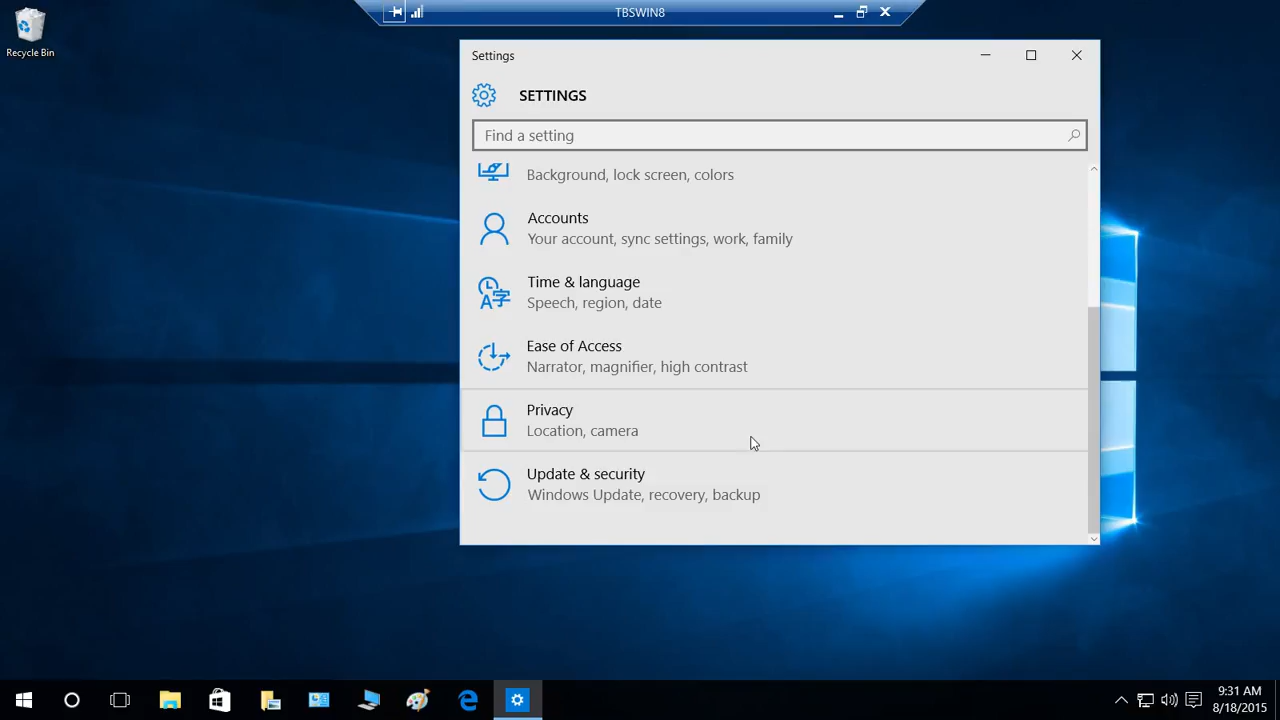 TBSWIN8
Recycle Bin
Settings
SETTINGS
Find a setting
Background, lock screen, colors
Accounts
Your account, sync settings, work, family
Time & language
Speech, region, date
Ease of Access
Narrator, magnifier, high contrast
Privacy
Location, camera
Update & security
Windows Update, recovery, backup
9:31 AM
8/18/2015